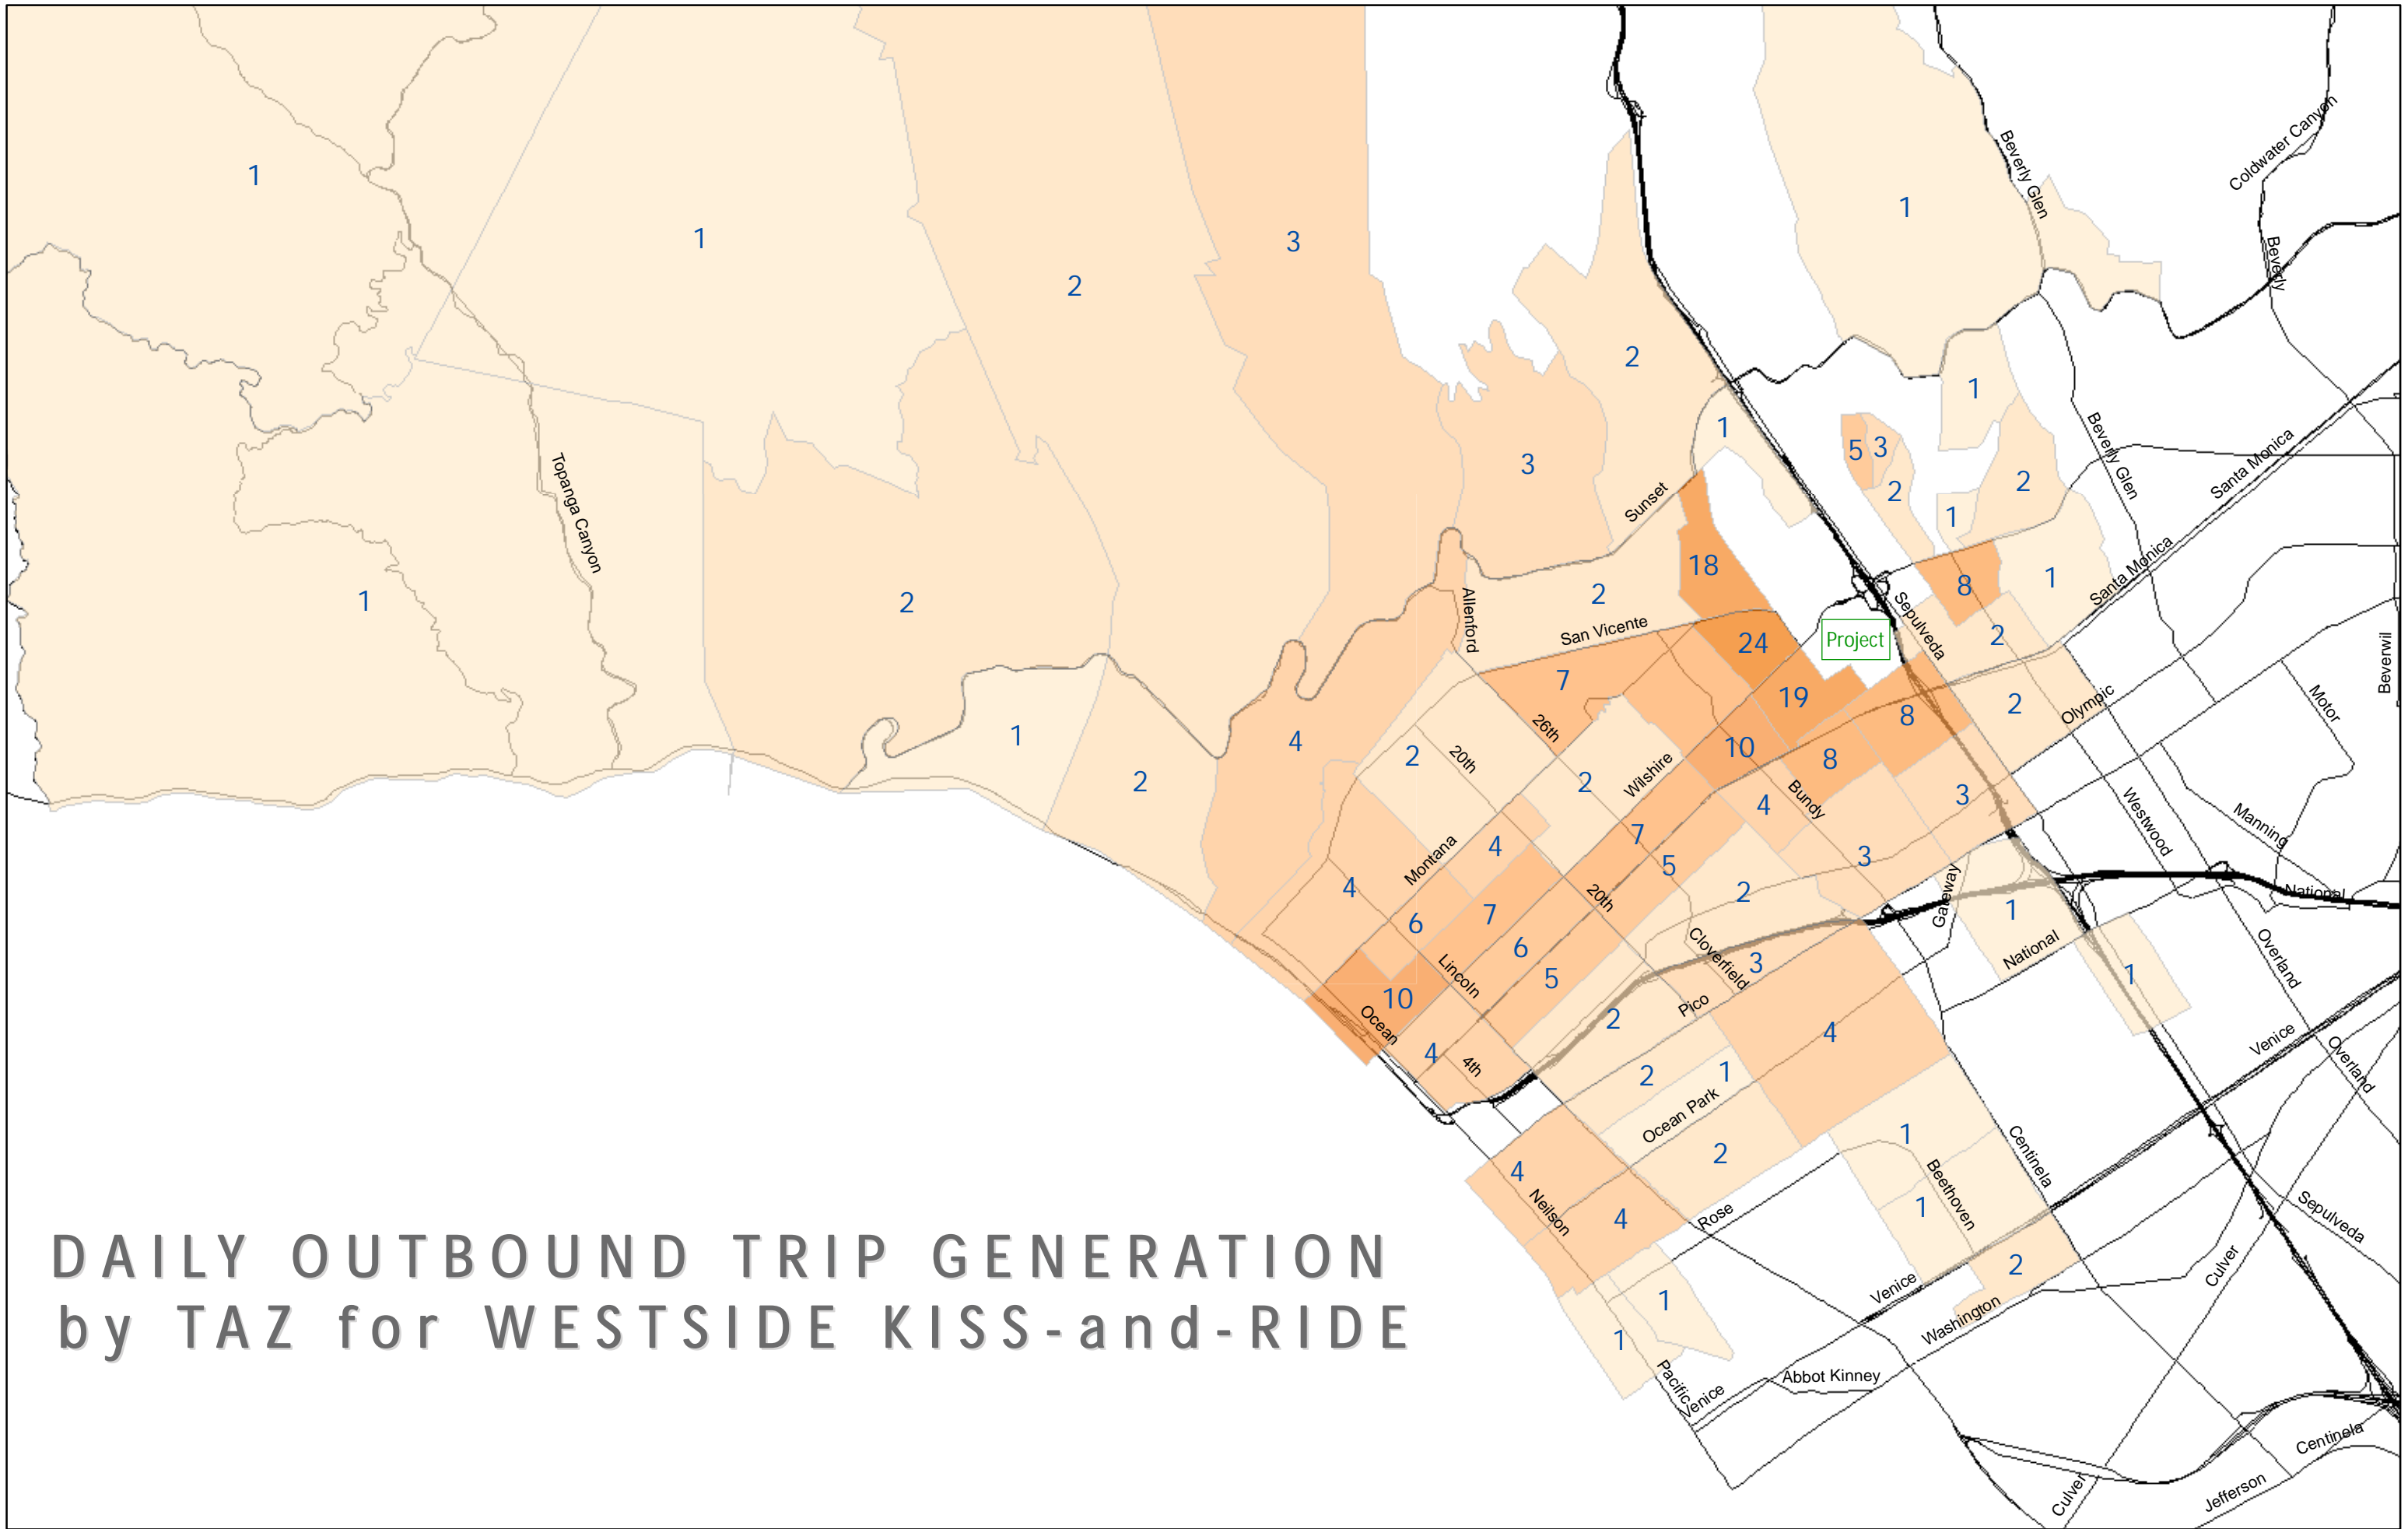 1
1
2
3
1
Beverly Glen
Coldwater Canyon
Beverly
2
1
1
3
5
3
2
2
1
Beverly Glen
Santa Monica
Topanga Canyon
Sunset
18
8
1
Santa Monica
1
2
2
Allenford
San Vicente
24
Project
Sepulveda
2
Beverwil
7
19
1
4
2
26th
20th
10
8
8
2
Olympic
Motor
2
2
Wilshire
Bundy
4
3
Westwood
Manning
Montana
4
7
5
3
4
20th
2
National
6
7
Gateway
1
6
Cloverfield
3
National
Overland
10
Lincoln
5
1
Ocean
2
Pico
4
Venice
Overland
4
4th
2
1
Ocean Park
2
1
Centinela
4
Neilson
Beethoven
1
4
Rose
Sepulveda
DAILY OUTBOUND TRIP GENERATION
2
Culver
Venice
1
by TAZ for WESTSIDE KISS-and-RIDE
1
Washington
Pacific
Abbot Kinney
Venice
Centinela
Culver
Jefferson